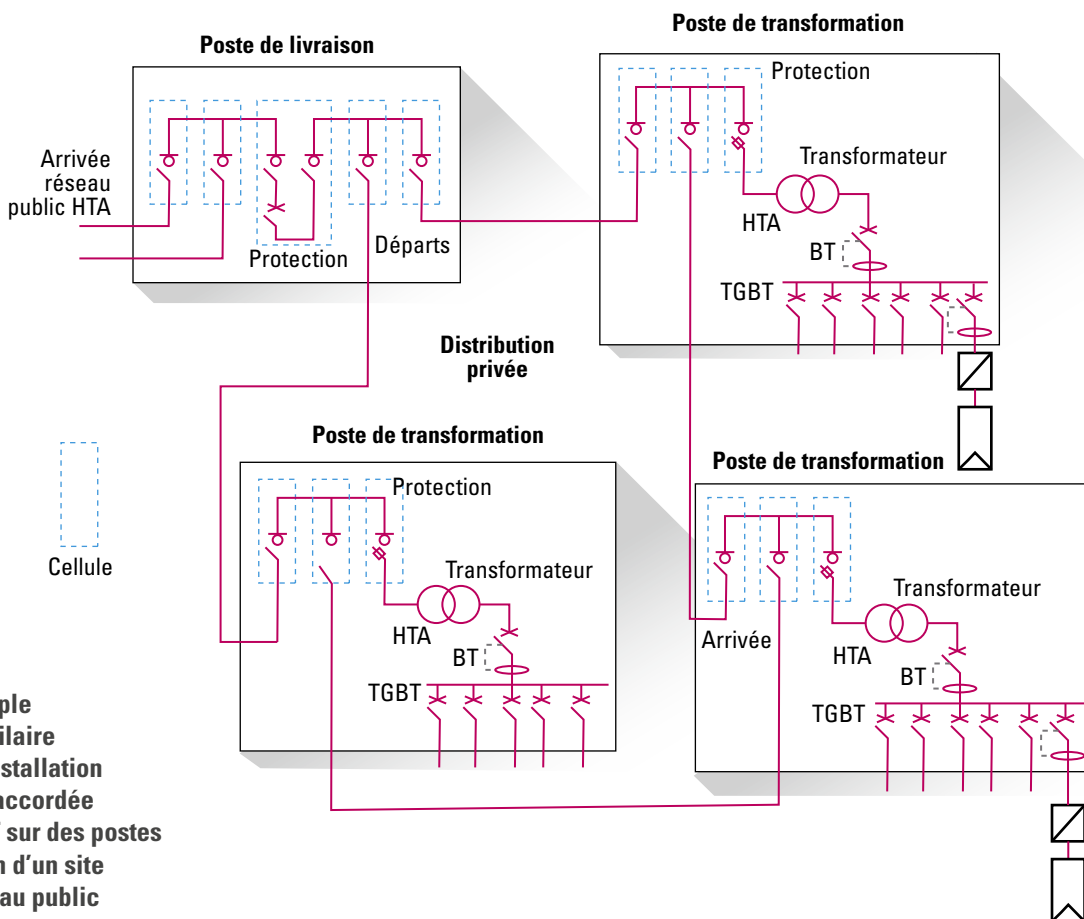 Poste de livraison
Poste de transformation
Protection
Arrivée
réseau
public HTA
Transformateur
HTA
Protection
Départs
BT
TGBT
Distribution
privée
Poste de transformation
Poste de transformation
Protection
Cellule
Transformateur
HTA
BT
TGBT
Transformateur
Arrivée
HTA
BT
TGBT
ple
ilaire
stallation
accordée
sur des postes
n d'un site
au public